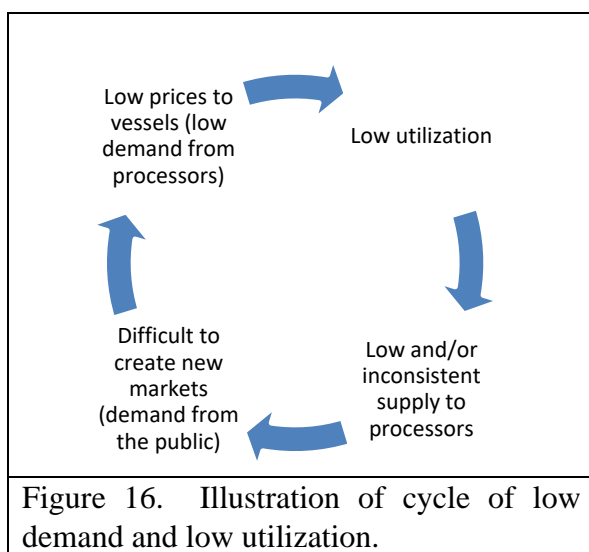 Low prices to
vessels (low
demand from
processors)
Low utilization
Low and/or
inconsistent
supply to
processors
Difficult to
create new
markets
(demand from
the public)
Figure 16. Illustration of cycle of low
demand and low utilization.